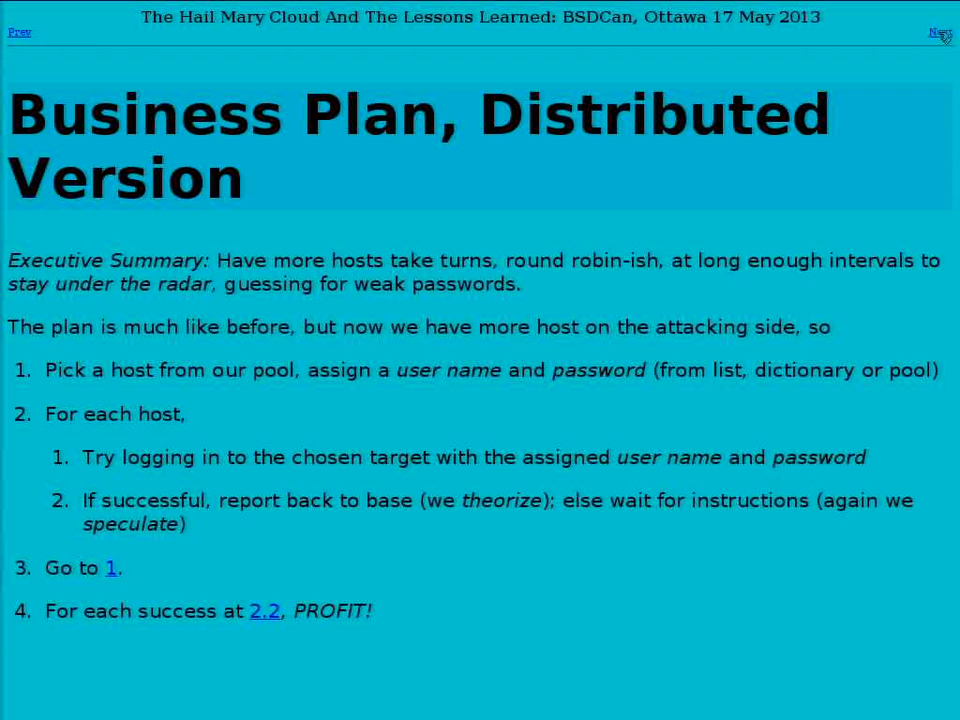 The Hail Mary Cloud And The Lessons Learned: BSDCan, Ottawa 17 May 2013
Prev
Next
Business Plan, Distributed
Version
Executive Summary: Have more hosts take turns, round robin-ish, at long enough intervals to
stay under the radar, guessing for weak passwords.
The plan is much like before, but now we have more host on the attacking side, so
1. Pick a host from our pool, assign a user name and password (from list, dictionary or pool)
2. For each host,
1. Try logging in to the chosen target with the assigned user name and password
2. If successful, report back to base (we theorize); else wait for instructions (again we
speculate)
3. Go to 1.
4. For each success at 2.2, PROFIT!